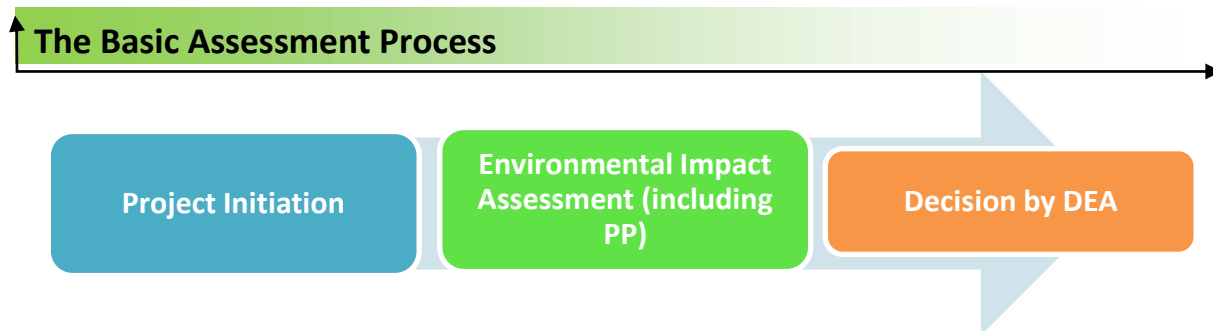 The Basic Assessment Process
Project Initiation
Environmental Impact
Assessment (including
PP)
Decision by DEA